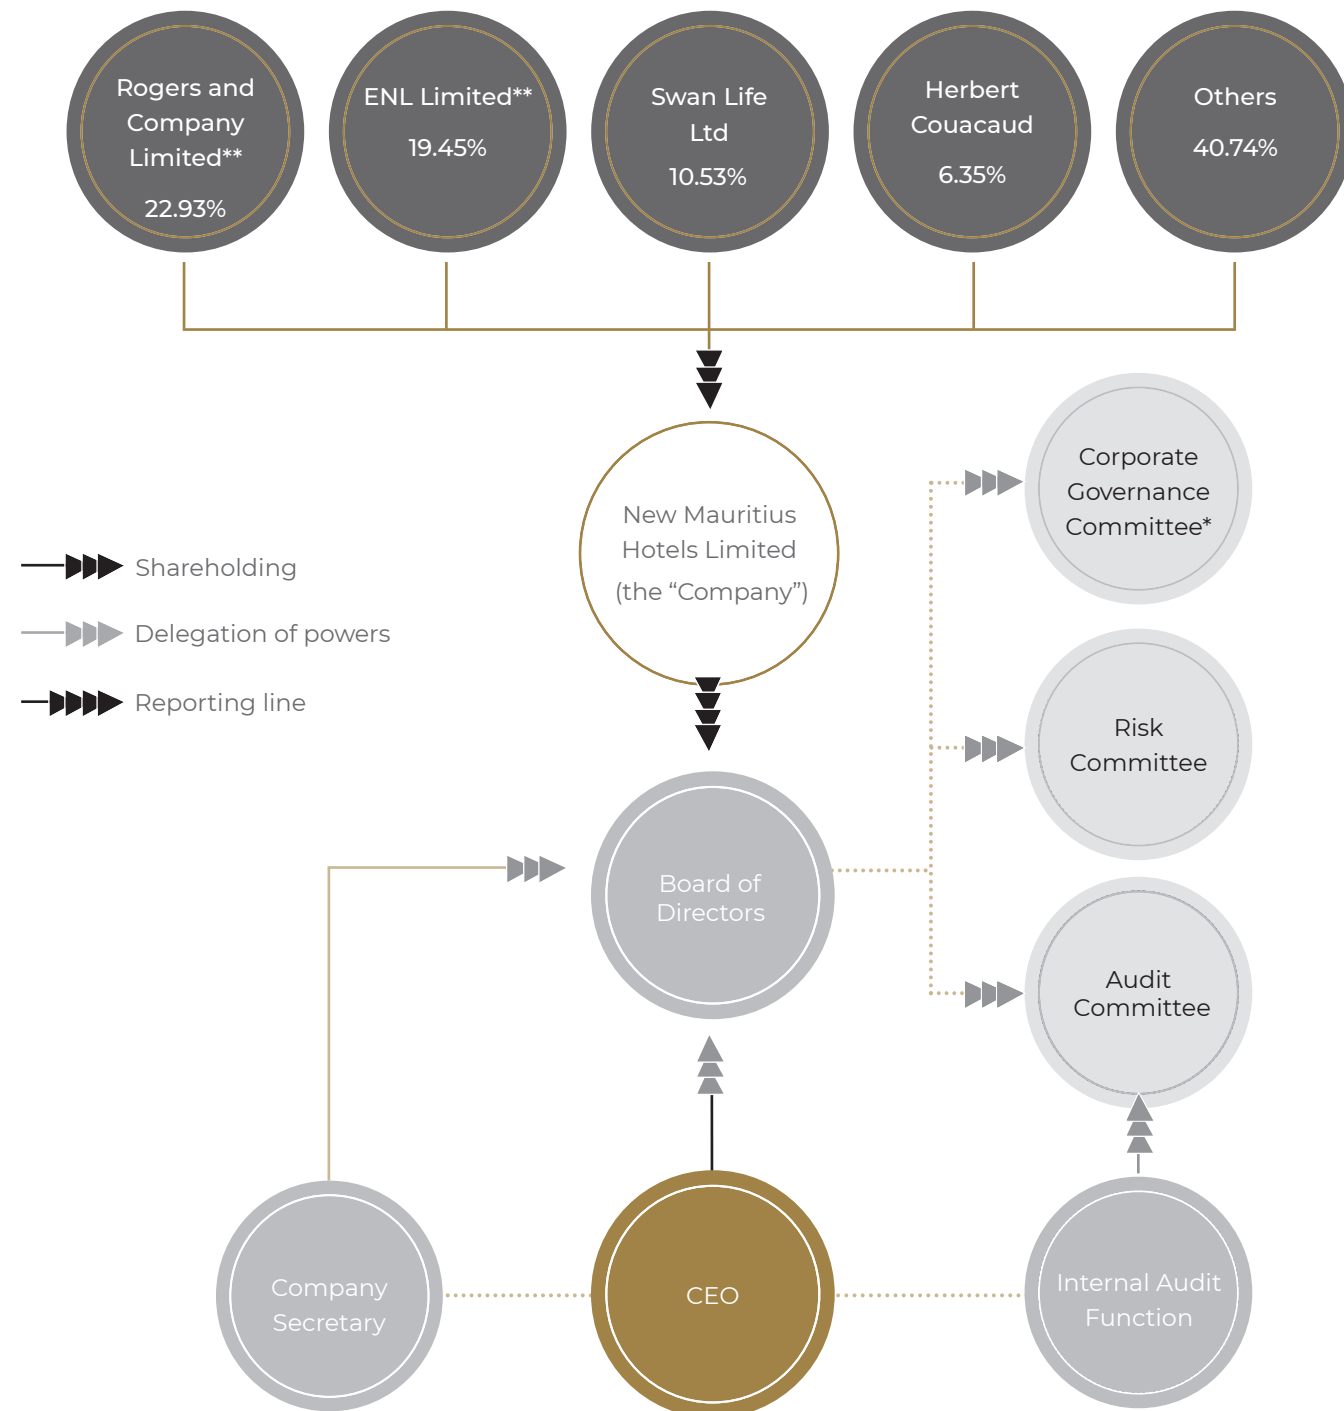 Rogers and
Company
Limited**
22.93%
ENL Limited**
19.45%
Swan Life
Ltd
10.53%
Herbert
Couacaud
6.35%
Others
40.74%
New Mauritius
Hotels Limited
(the “Company”)
Corporate
Governance
Committee*
Shareholding
Delegation of powers
Reporting line
Risk
Committee
Board of
Directors
Audit
Committee
Company
Secretary
CEO
Internal Audit
Function